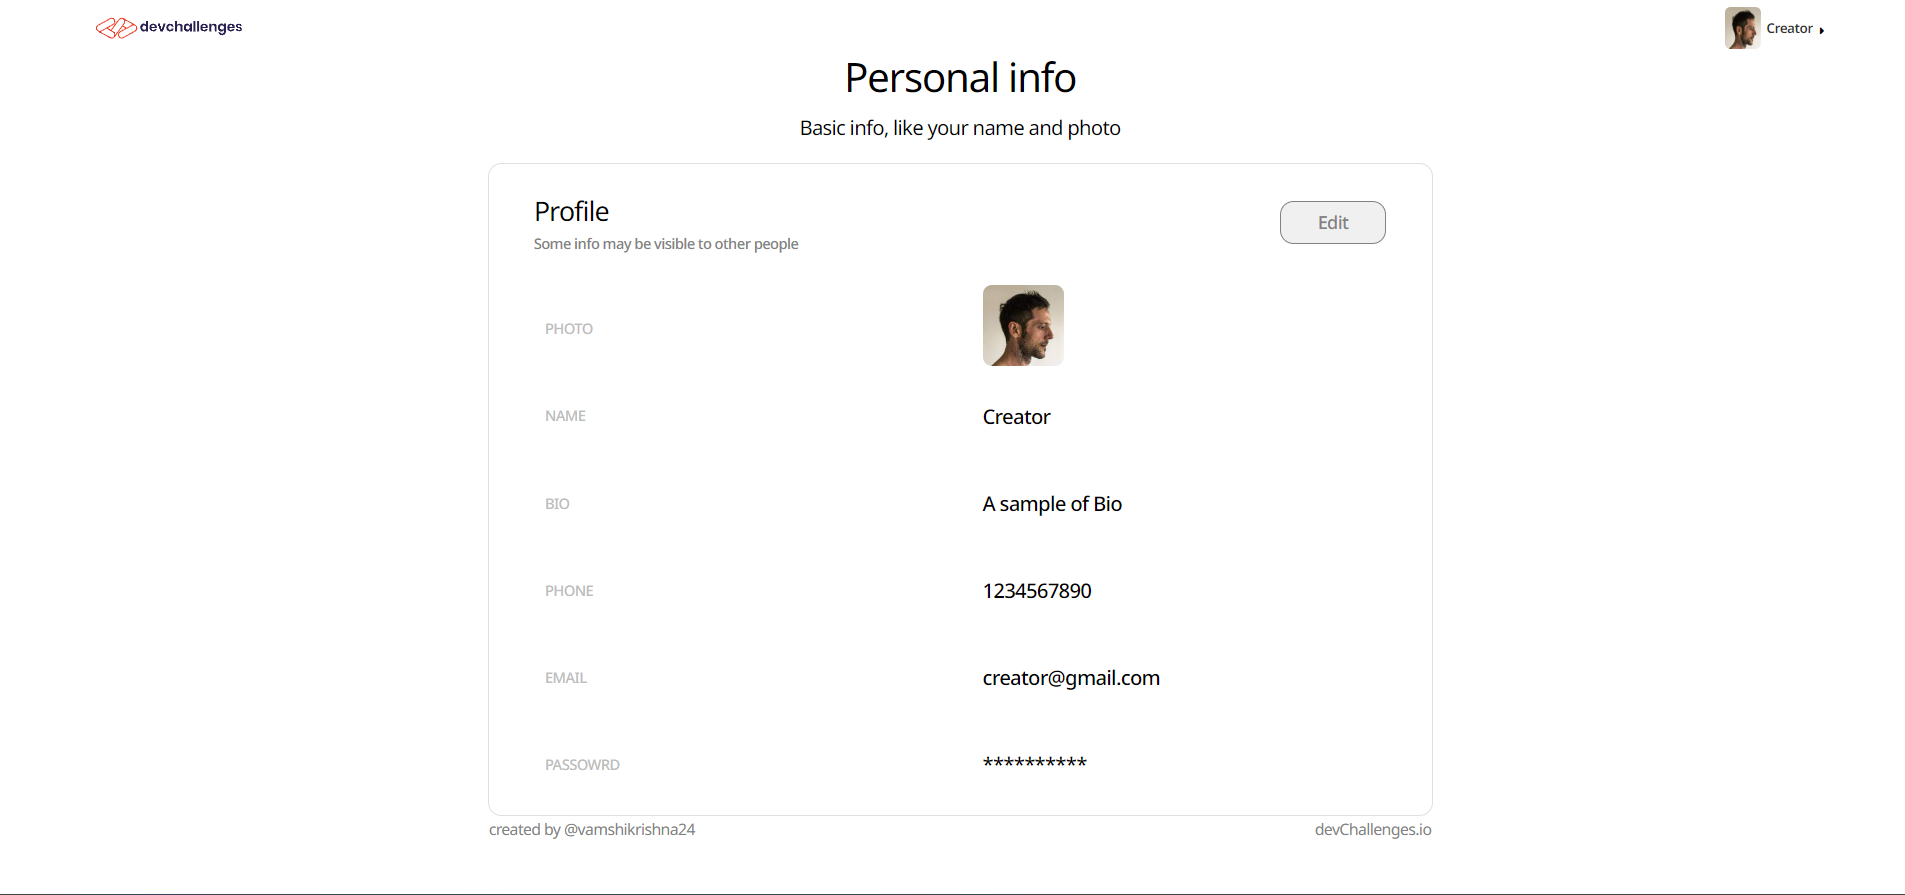 devchallenges
Creator
Personal info
Basic info, like your name and photo
Profile
Some info may be visible to other people
Edit
PHOTO
NAME
Creator
BIO
A sample of Bio
PHONE
1234567890
EMAIL
creator@gmail.com
PASSOWRD
**********
created by @vamshikrishna24
devChallenges.io